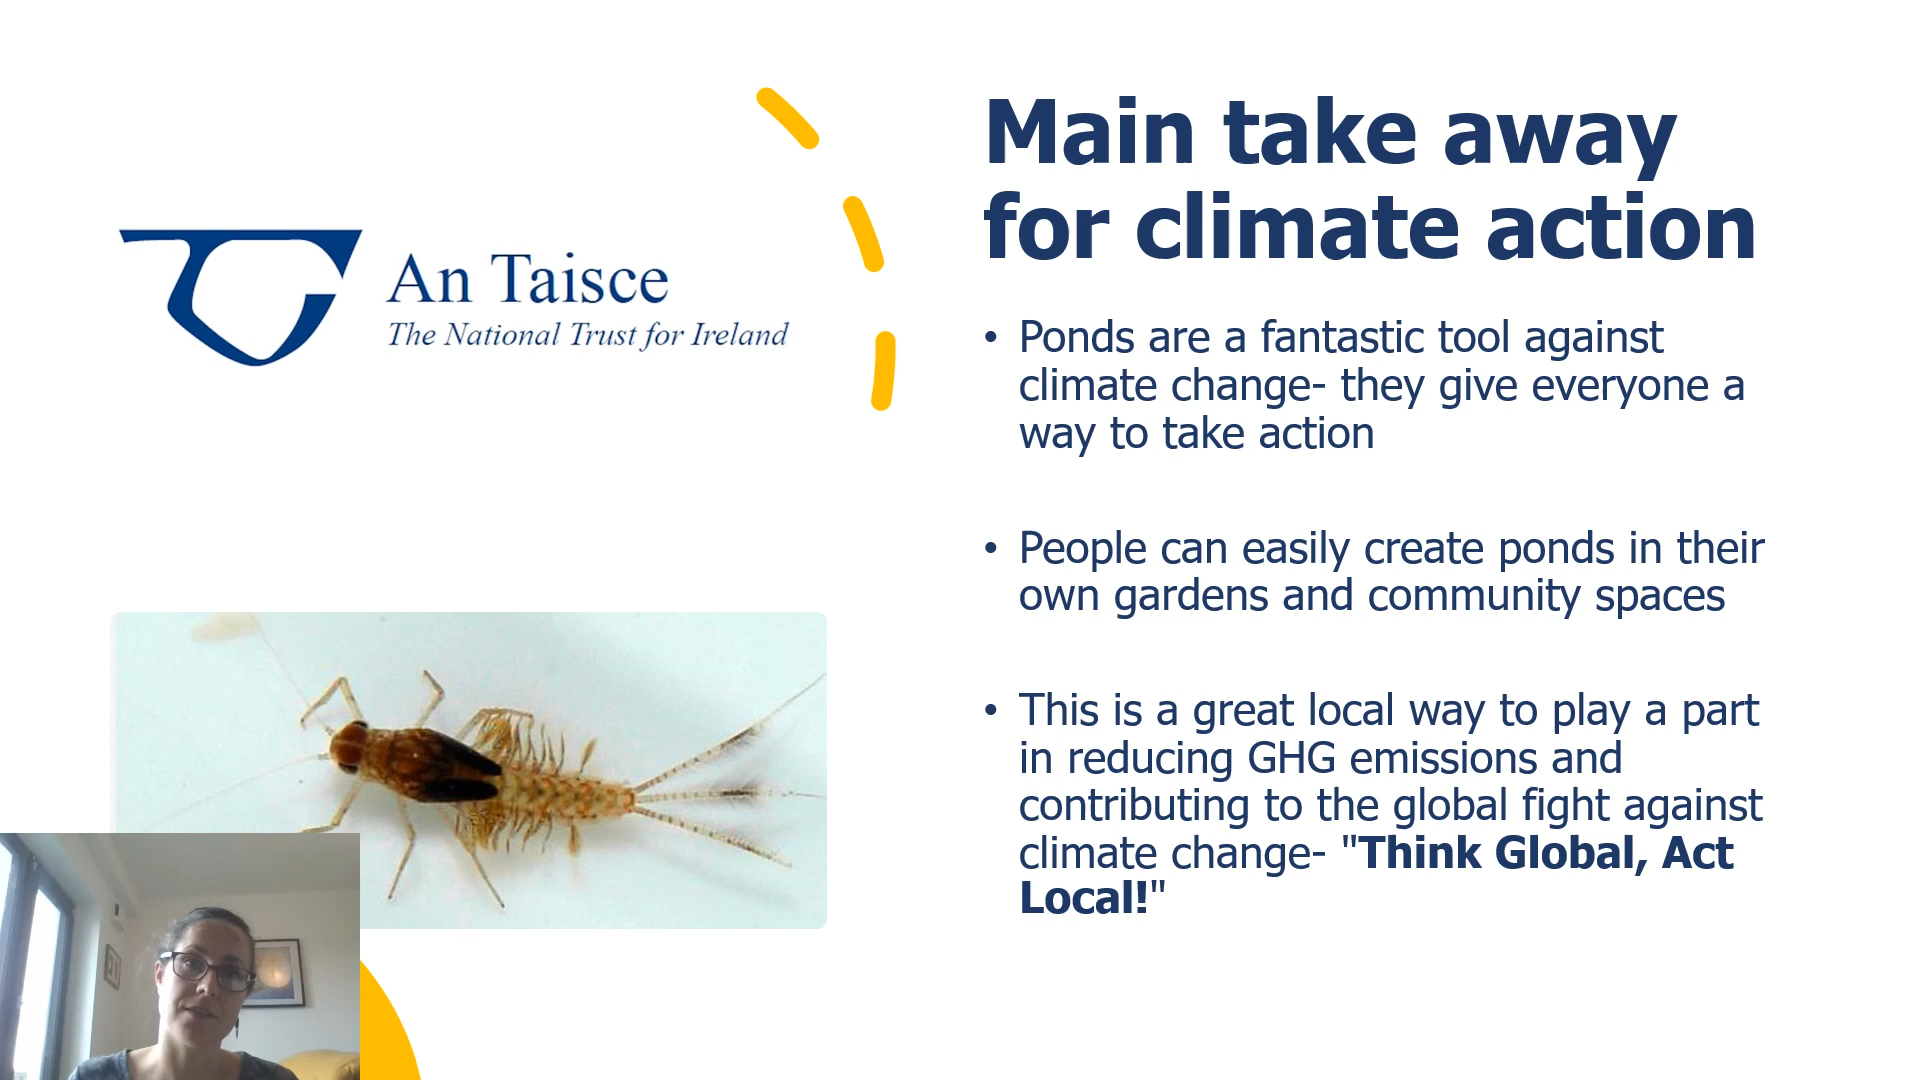 An Taisce
The National Trust for Ireland
Main take away
for climate action
• Ponds are a fantastic tool against
climate change- they give everyone a
way to take action
• People can easily create ponds in their
own gardens and community spaces
• This is a great local way to play a part
in reducing GHG emissions and
contributing to the global fight against
climate change- "Think Global, Act
Local!"